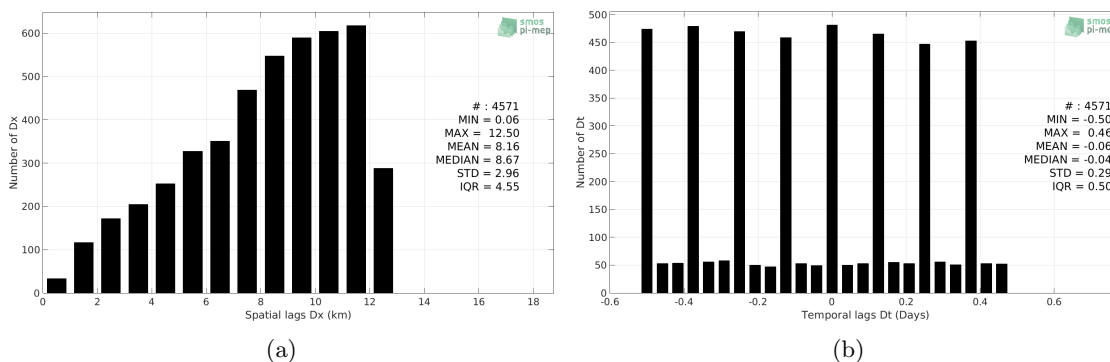 600
500
400
300
200
100
0
Number of Dx
0 2 4 6 8 10 12 14 16 18
Spatial lags Dx (km)
smos
pi-mep
# : 4571
MIN = 0.06
MAX = 12.50
MEAN = 8.16
MEDIAN = 8.67
STD = 2.96
IQR = 4.55
(a)
500
450
400
350
300
250
200
150
100
50
0
Number of Dt
-0.6 -0.4 -0.2 0 0.2 0.4 0.6
Temporal lags Dt (Days)
smos
pi-mep
# : 4571
MIN = -0.50
MAX = 0.46
MEAN = -0.06
MEDIAN = -0.04
STD = 0.29
IQR = 0.50
(b)